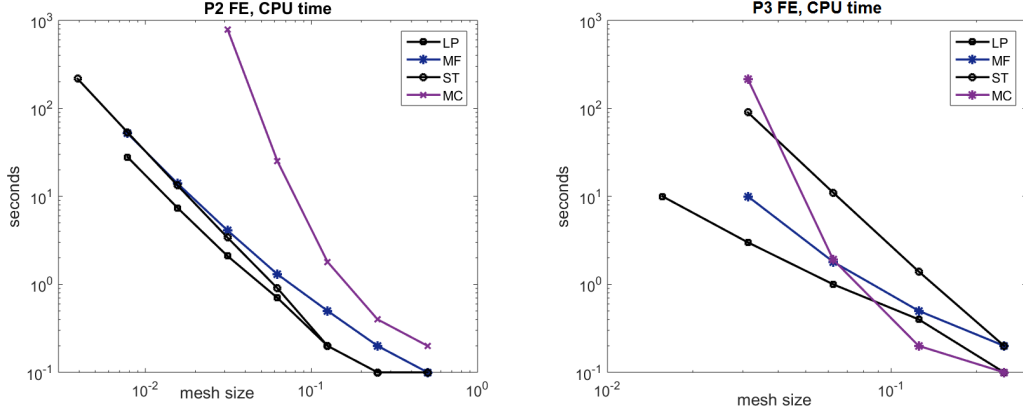 P2 FE, CPU time
10^3
10^2
10^1
10^0
10^-1
seconds
LP
MF
ST
MC
10^-2
10^-1
10^0
mesh size
P3 FE, CPU time
10^3
10^2
10^1
10^0
10^-1
seconds
LP
MF
ST
MC
10^-2
10^-1
mesh size